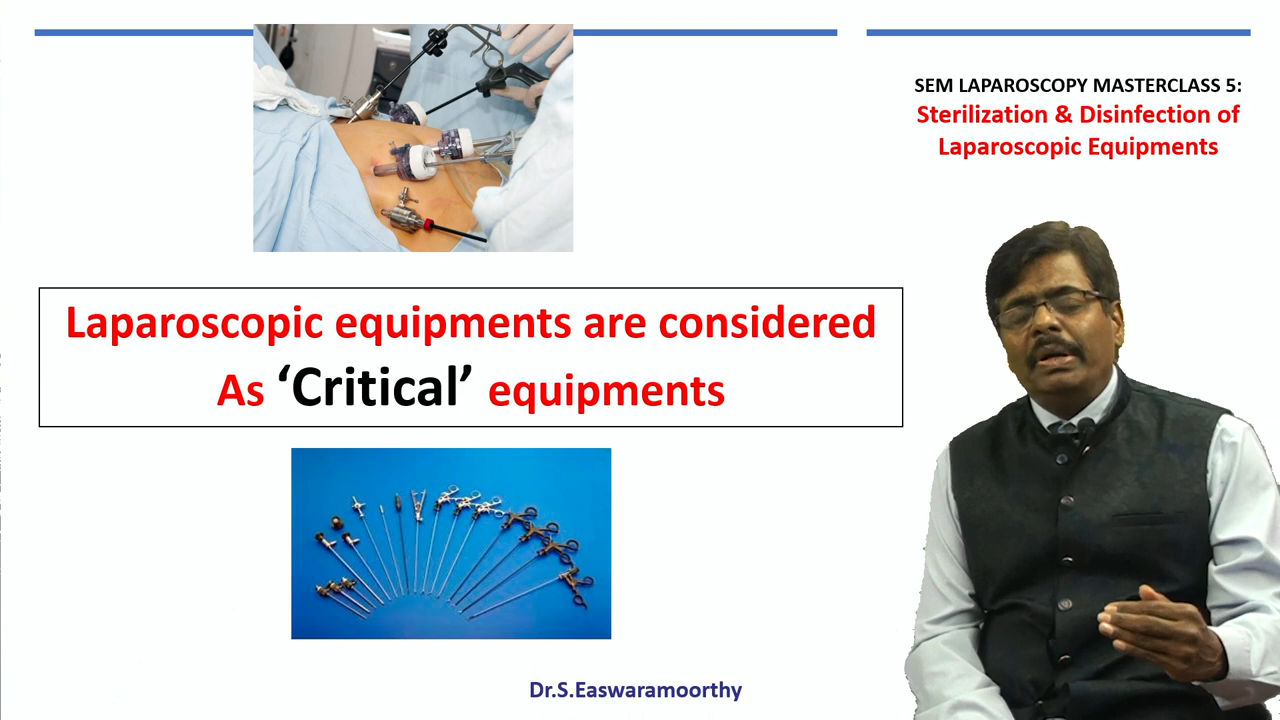 SEM LAPAROSCOPY MASTERCLASS 5:
Sterilization & Disinfection of
Laparoscopic Equipments
Laparoscopic equipments are considered
As ‘Critical’ equipments
Dr.S.Easwaramoorthy